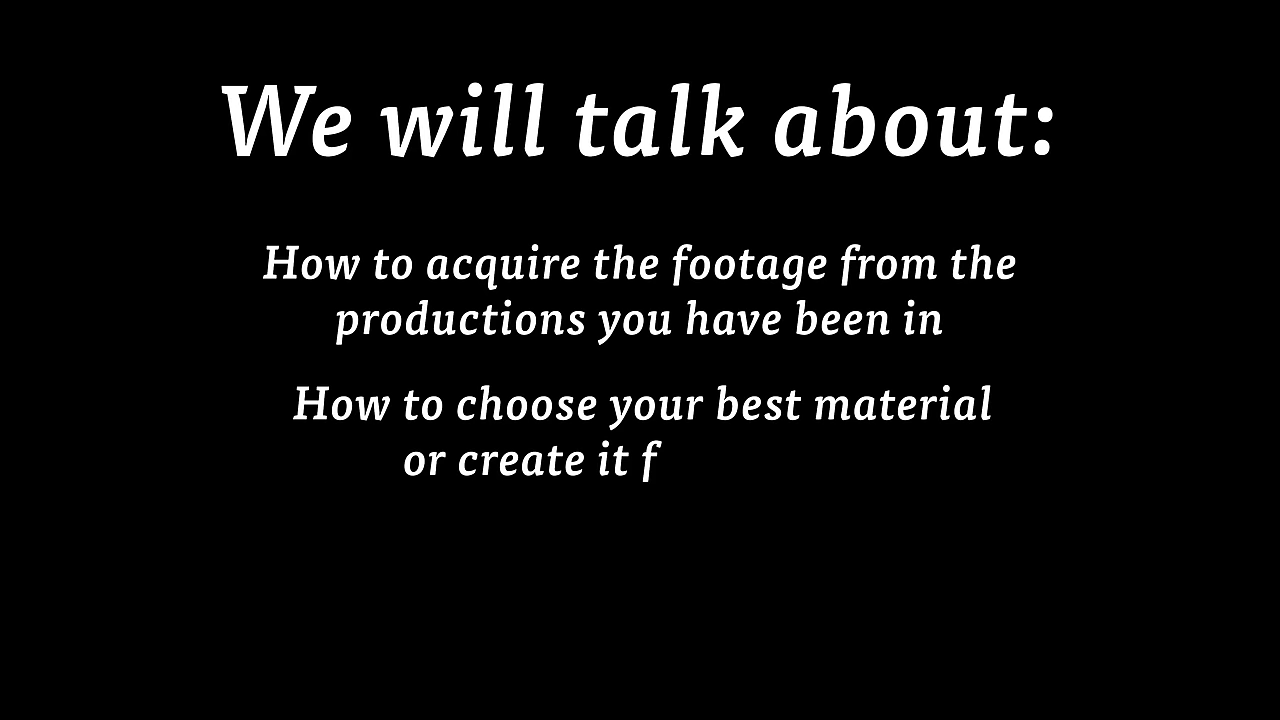 We will talk about:
How to acquire the footage from the
productions you have been in
How to choose your best material
or create it f